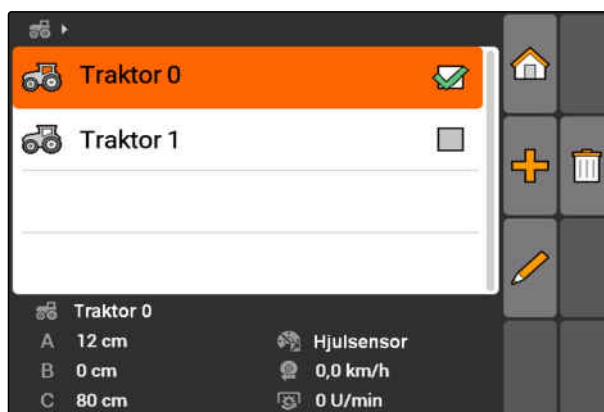 Traktor 0
Traktor 1
Traktor 0
A 12 cm Hjulsensor
B 0 cm 0,0 km/h
C 80 cm 0 U/min